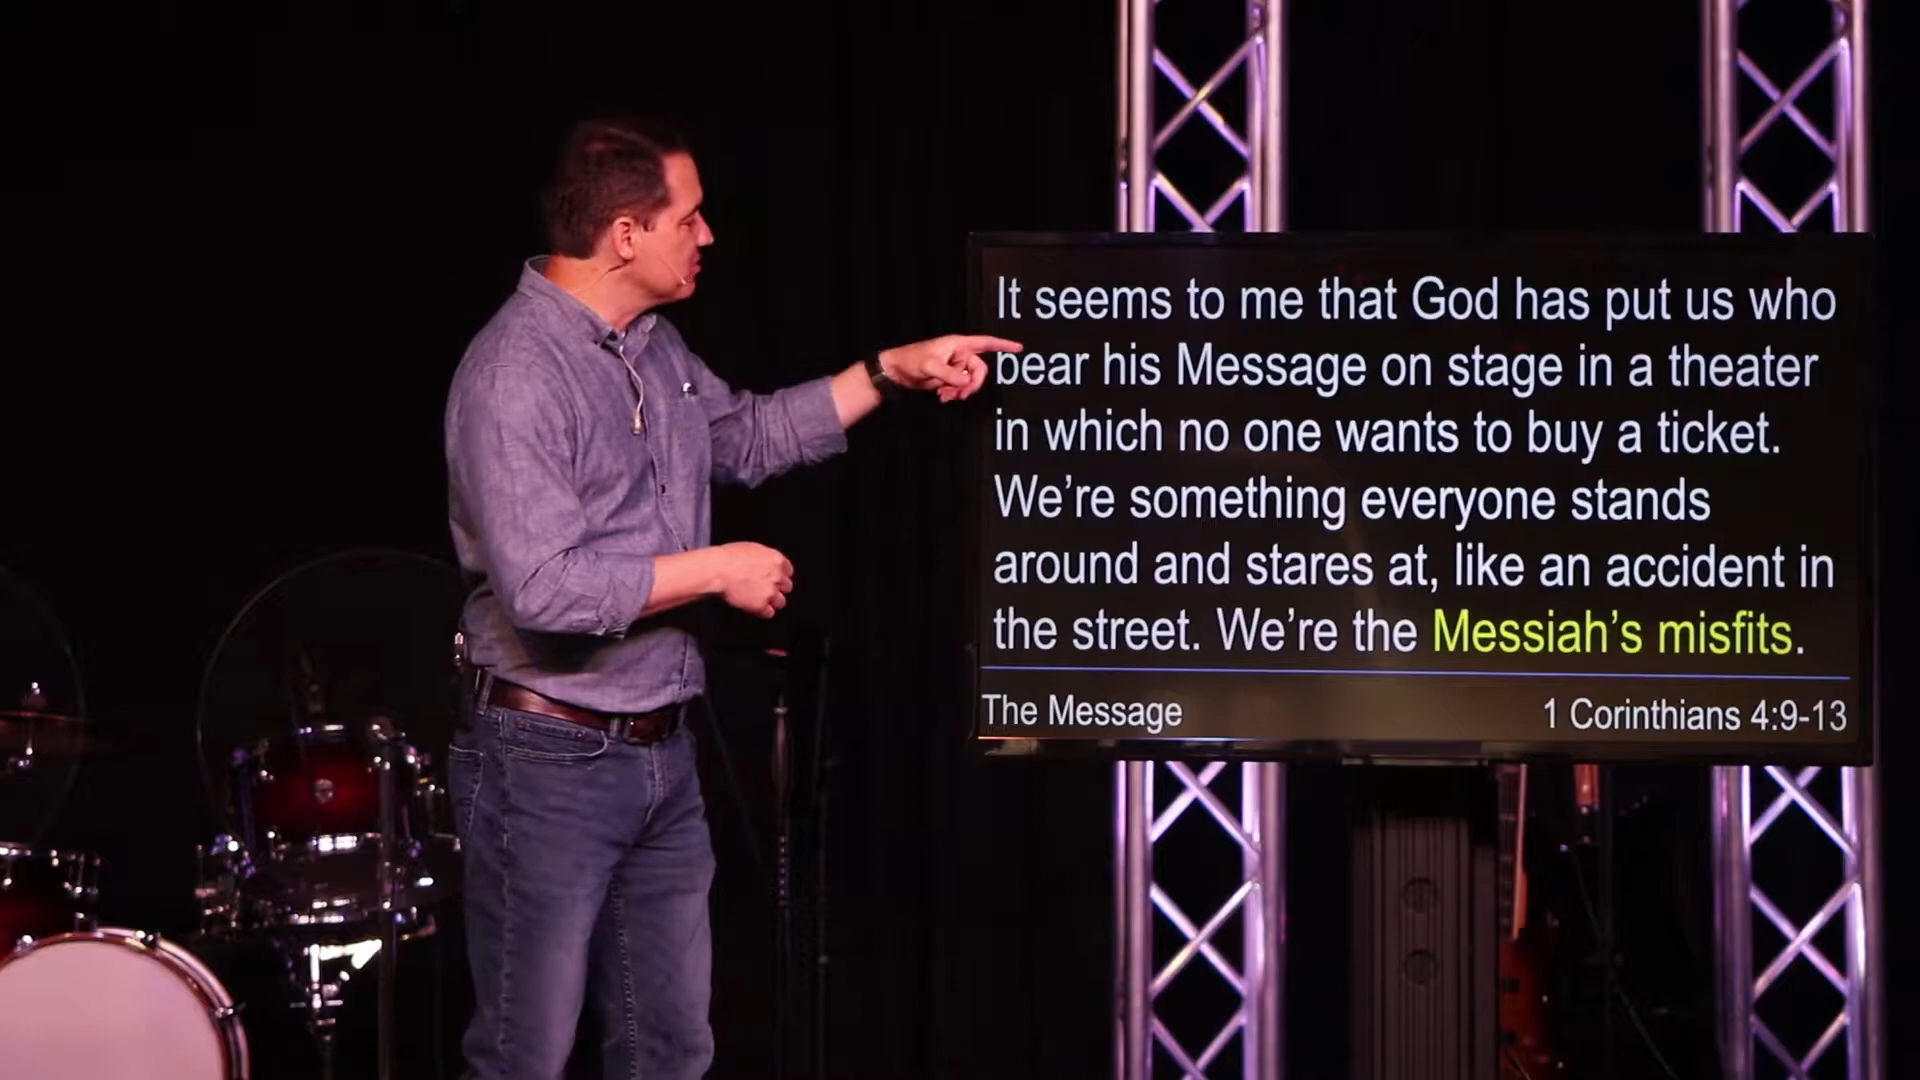 It seems to me that God has put us who
bear his Message on stage in a theater
in which no one wants to buy a ticket.
We’re something everyone stands
around and stares at, like an accident in
the street. We’re the Messiah’s misfits.
The Message
1 Corinthians 4:9-13